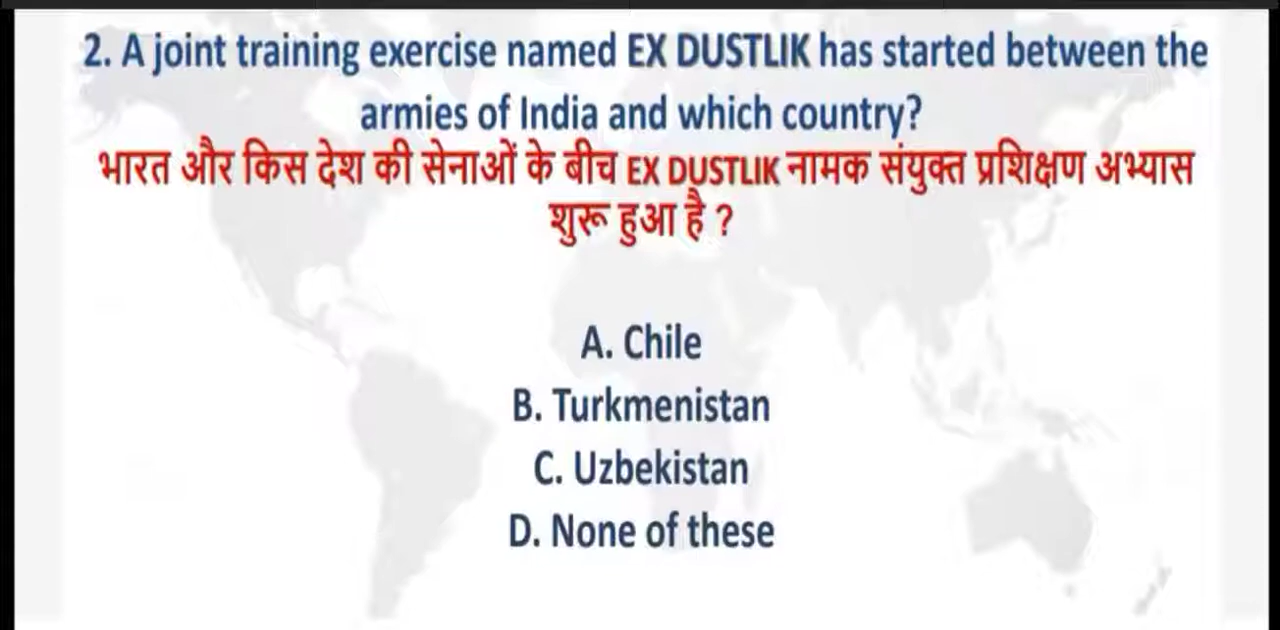 2. A joint training exercise named EX DUSTLIK has started between the
armies of India and which country?
भारत और किस देश की सेनाओं के बीच EX DUSTLIK नामक संयुक्त प्रशिक्षण अभ्यास
शुरू हुआ है ?
A. Chile
B. Turkmenistan
C. Uzbekistan
D. None of these